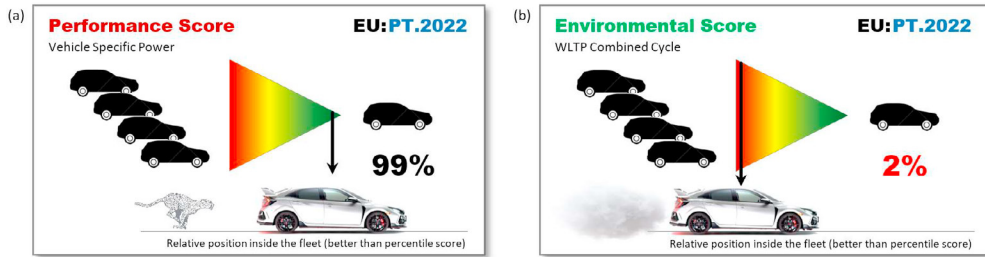 (a)
Performance Score EU:PT.2022
Vehicle Specific Power
99%
Relative position inside the fleet (better than percentile score)
(b)
Environmental Score EU:PT.2022
WLTP Combined Cycle
2%
Relative position inside the fleet (better than percentile score)